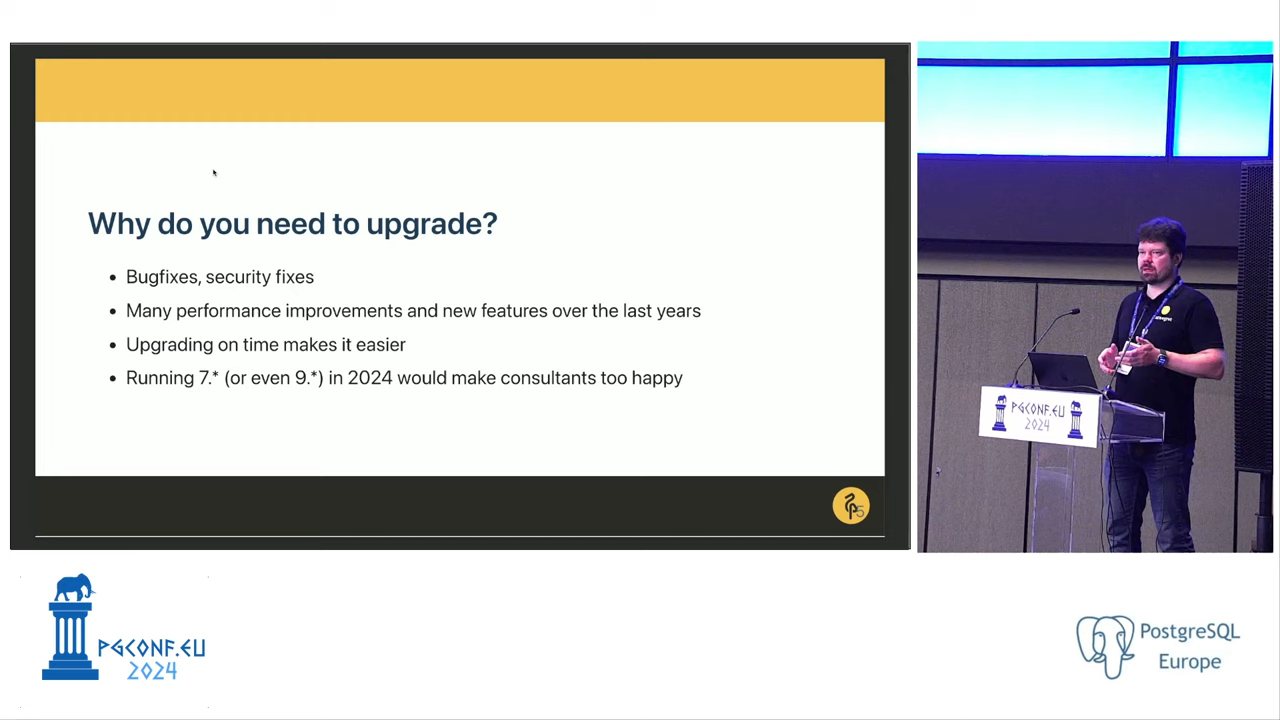 Why do you need to upgrade?
• Bugfixes, security fixes
• Many performance improvements and new features over the last years
• Upgrading on time makes it easier
• Running 7.* (or even 9.*) in 2024 would make consultants too happy
5
PGCONF.EU
2024
PGCONF.EU
2024
PostgreSQL
Europe